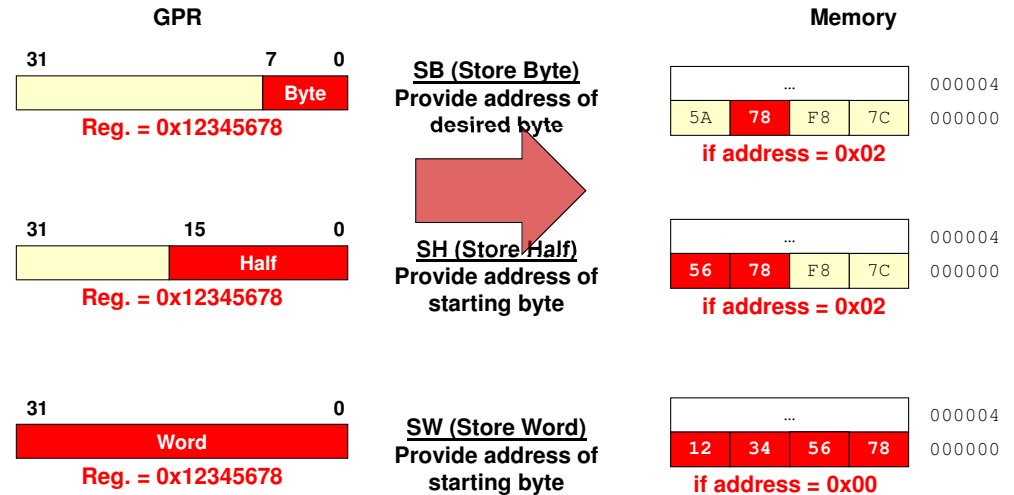 GPR
Memory
31 7 0
Byte
Reg. = 0x12345678
SB (Store Byte)
Provide address of
desired byte
… 000004
5A 78 F8 7C 000000
if address = 0x02
31 15 0
Half
Reg. = 0x12345678
SH (Store Half)
Provide address of
starting byte
… 000004
56 78 F8 7C 000000
if address = 0x02
31 0
Word
Reg. = 0x12345678
SW (Store Word)
Provide address of
starting byte
… 000004
12 34 56 78 000000
if address = 0x00